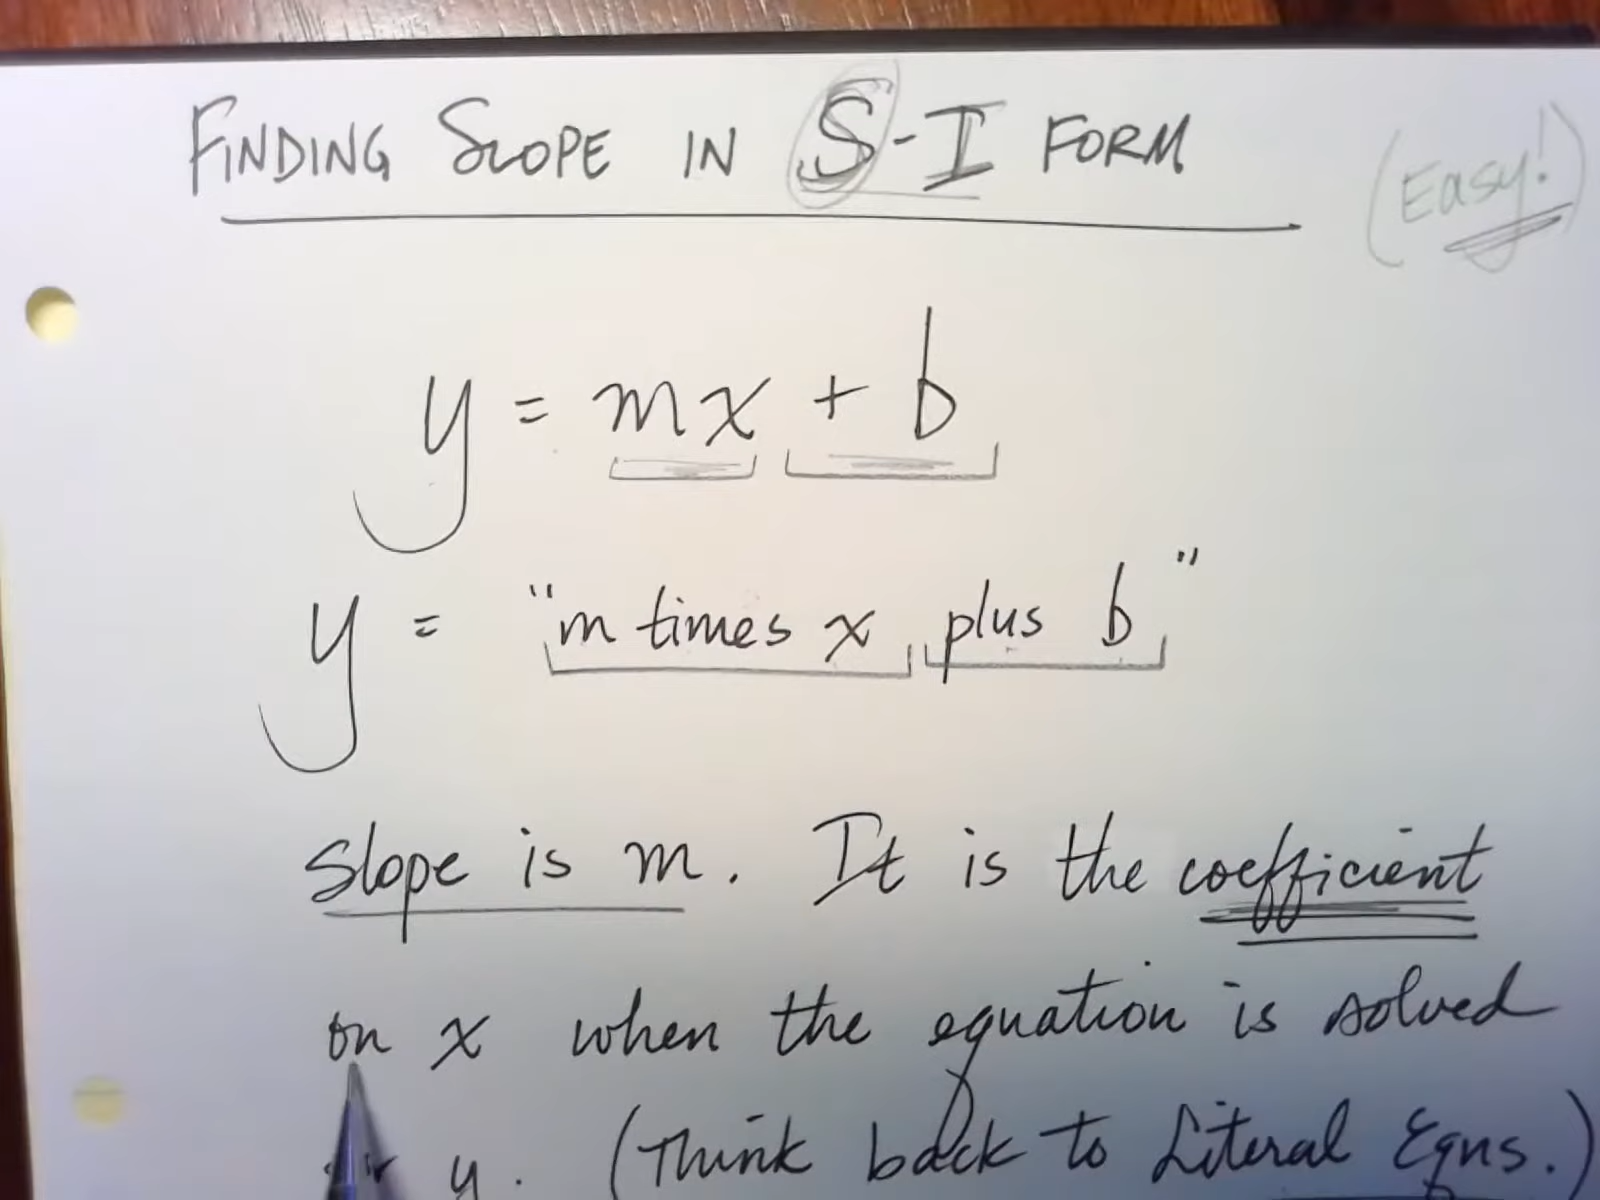 FINDING SLOPE IN S-I FORM
(Easy!)
y = mx + b
y = "m times x plus b"
Slope is m. It is the coefficient
on x when the equation is solved
y. (Think back to Literal Eqns.)